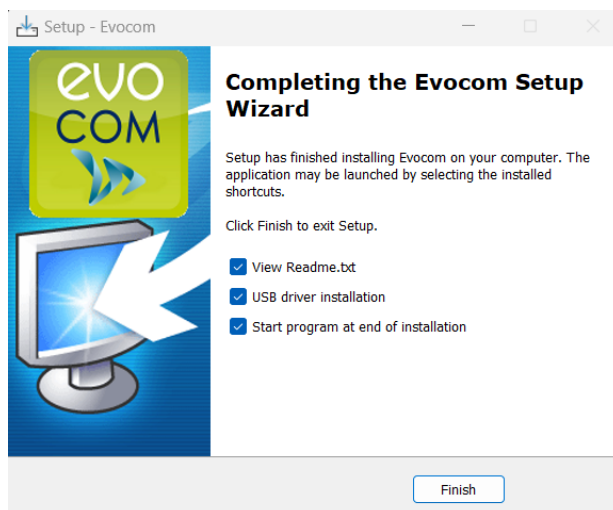 Setup - Evocom
evo
COM
Completing the Evocom Setup
Wizard
Setup has finished installing Evocom on your computer. The
application may be launched by selecting the installed
shortcuts.
Click Finish to exit Setup.
View Readme.txt
USB driver installation
Start program at end of installation
Finish